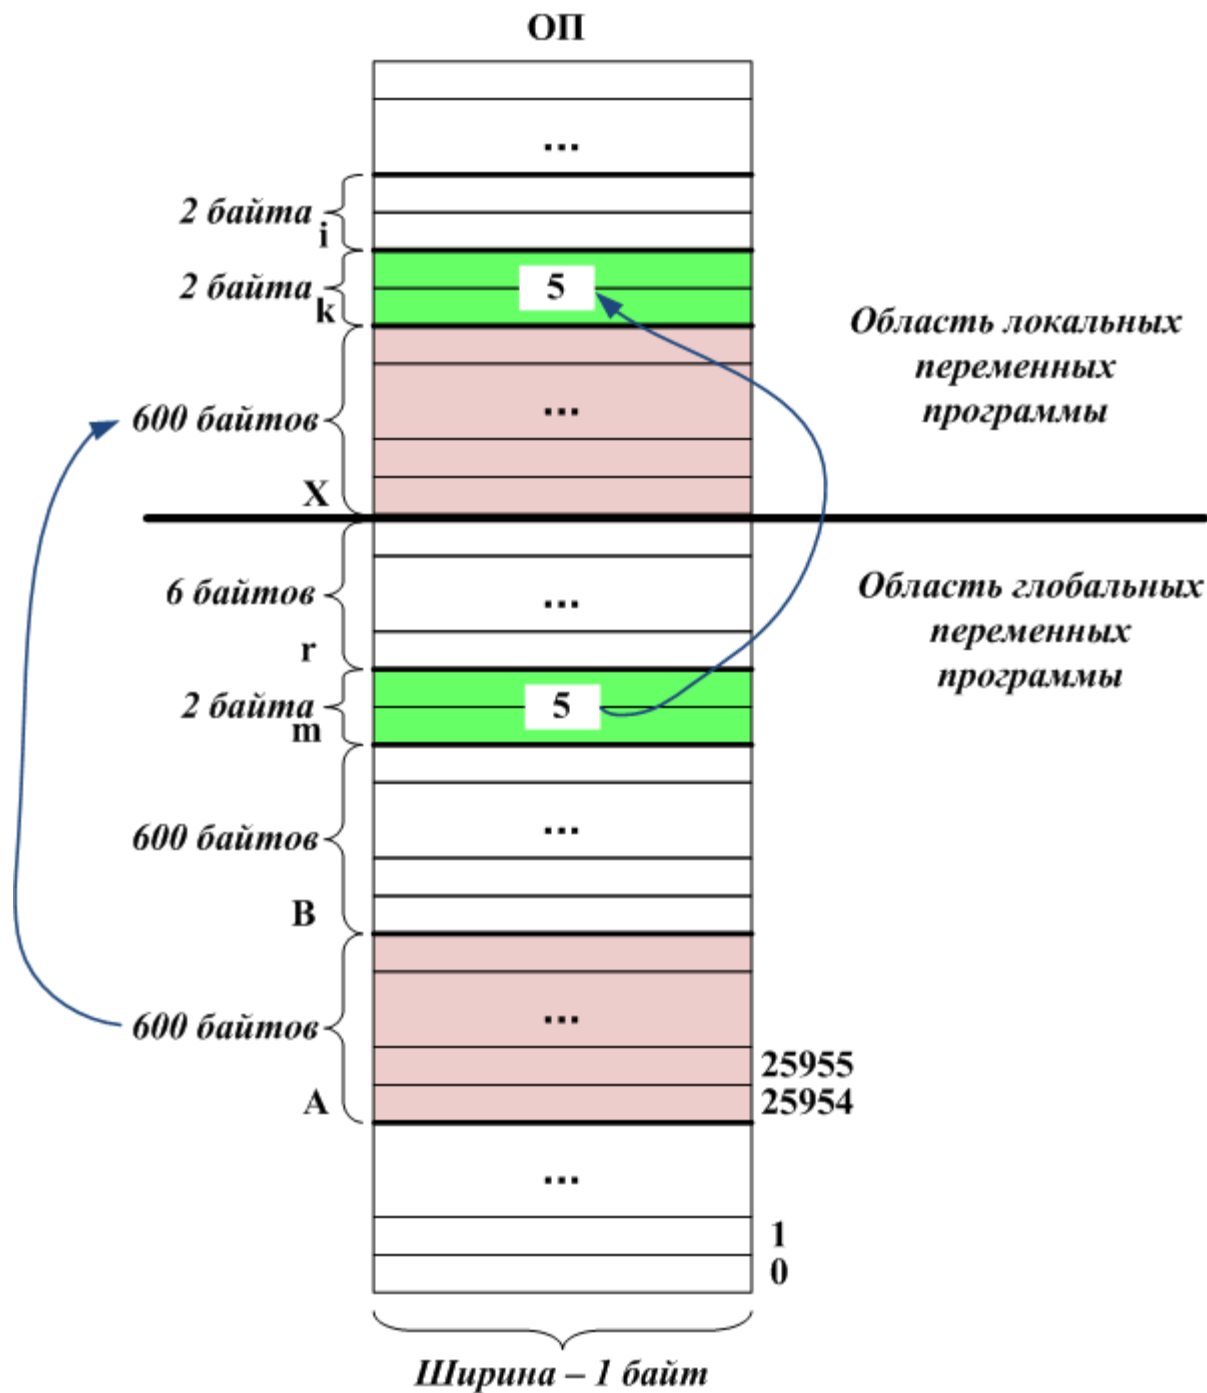 ОП
...
2 байта
i
2 байта
5
k
Область локальных
переменных
программы
600 байтов
...
X
6 байтов
...
Область глобальных
переменных
программы
r
2 байта
5
m
600 байтов
...
B
600 байтов
...
25955
A
25954
...
1
0
Ширина – 1 байт